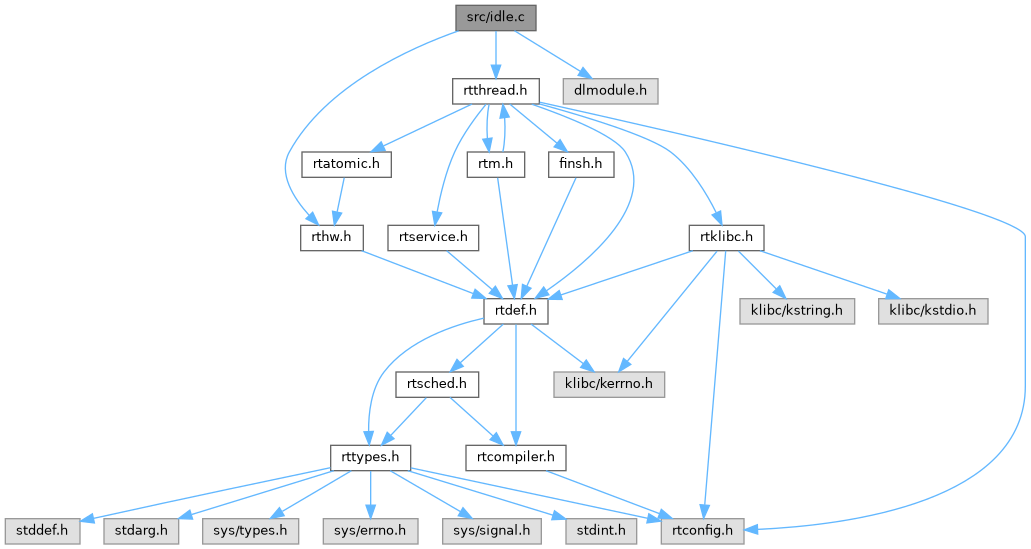 src/idle.c
rtthread.h
dlmodule.h
rtatomic.h
rtm.h
finsh.h
rthw.h
rtservice.h
rtklibc.h
rtdef.h
klibc/kstring.h
klibc/kstdio.h
rtsched.h
klibc/kerrno.h
rttypes.h
rtcompiler.h
stddef.h
stdarg.h
sys/types.h
sys/errno.h
sys/signal.h
stdint.h
rtconfig.h